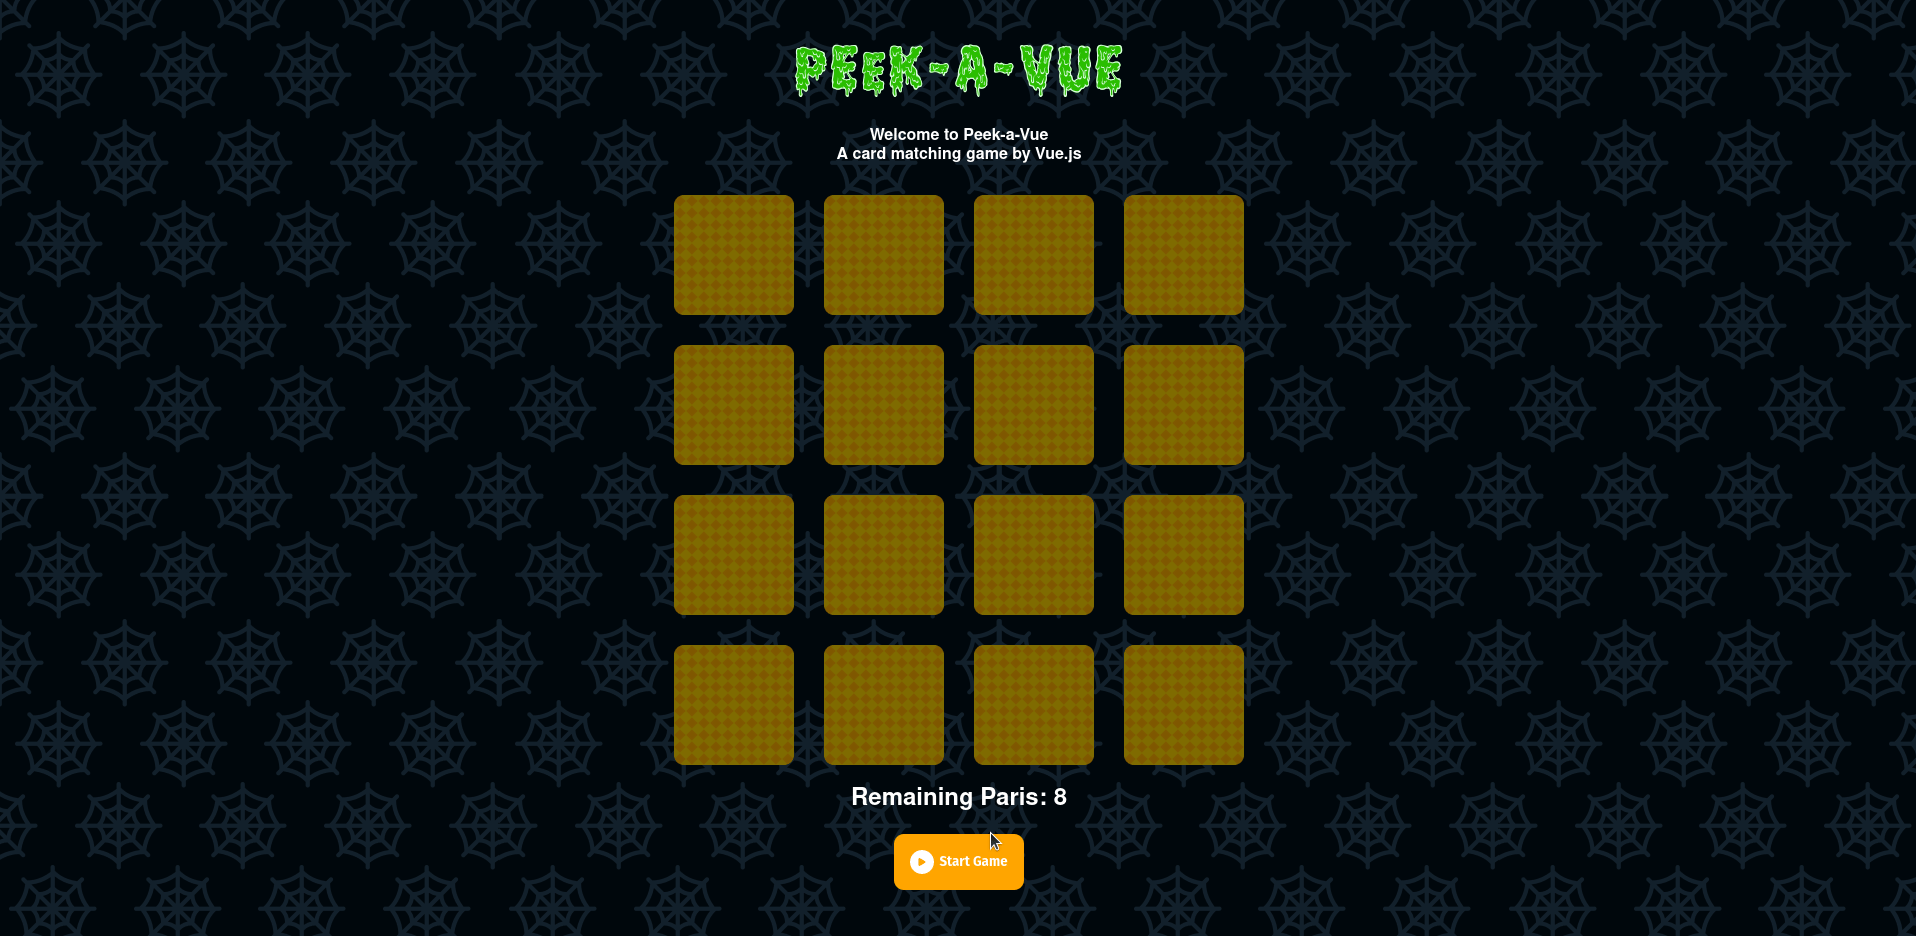 PEEK-A-VUE
Welcome to Peek-a-Vue
A card matching game by Vue.js
Remaining Paris: 8
Start Game